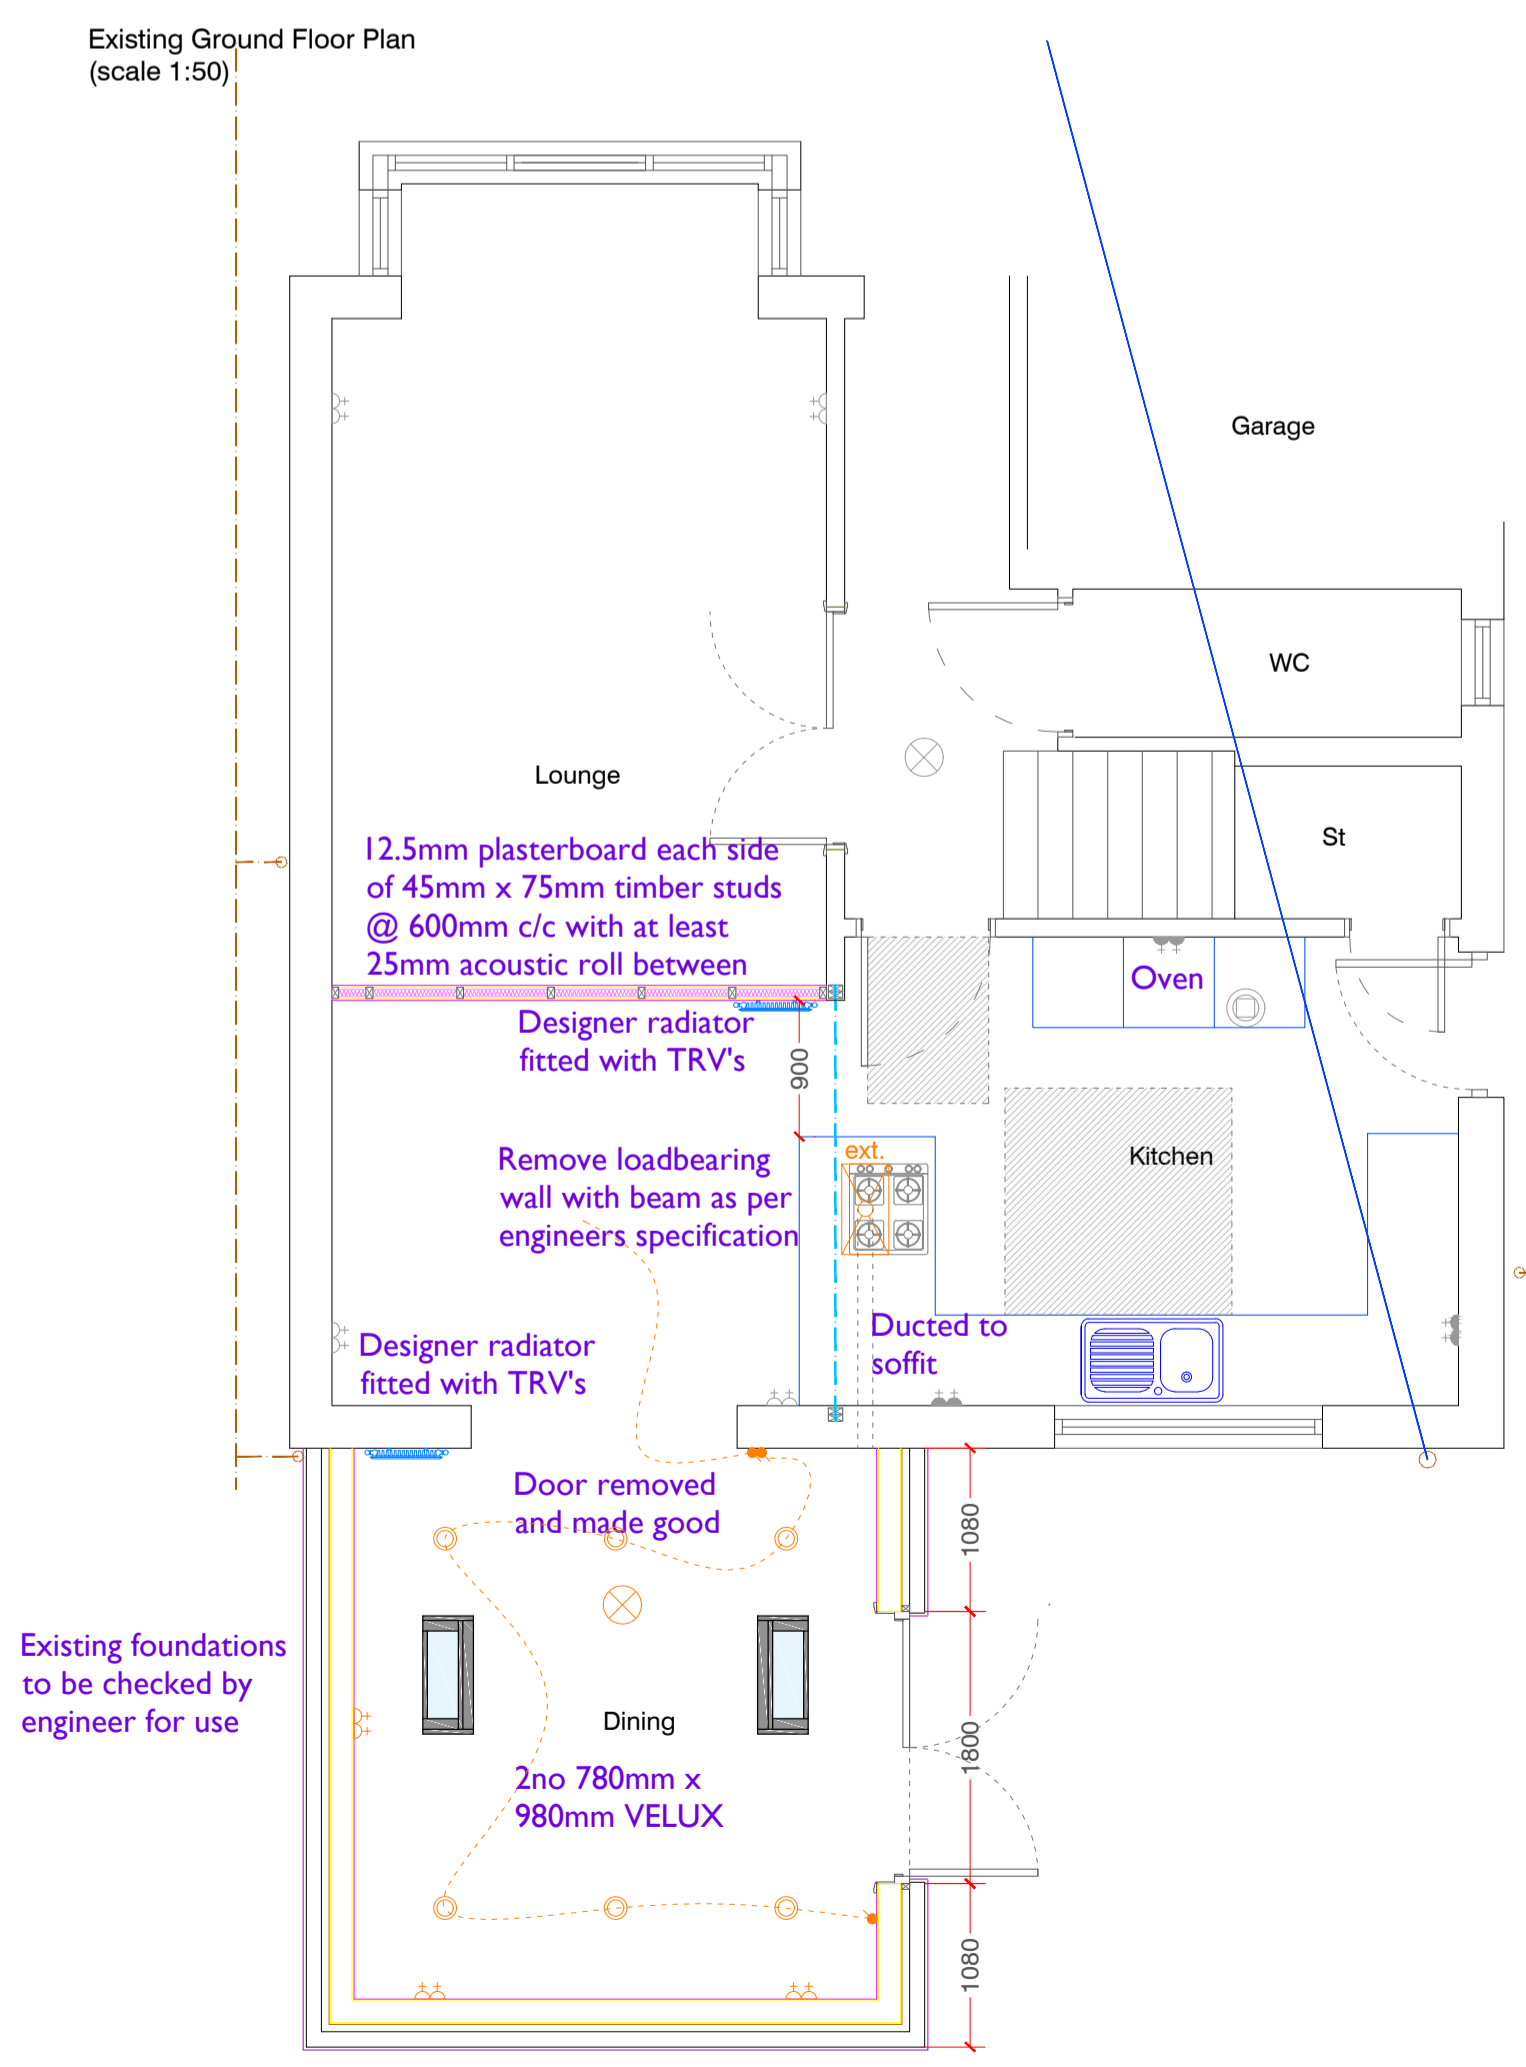 Existing Ground Floor Plan
(scale 1:50)
Garage
WC
Lounge
St
12.5mm plasterboard each side
of 45mm x 75mm timber studs
@ 600mm c/c with at least
25mm acoustic roll between
Oven
Designer radiator
fitted with TRV's
900
Remove loadbearing
wall with beam as per
engineers specification
ext.
Kitchen
Designer radiator
fitted with TRV's
Ducted to
soffit
Door removed
and made good
1080
Existing foundations
to be checked by
engineer for use
Dining
1800
2no 780mm x
980mm VELUX
1080